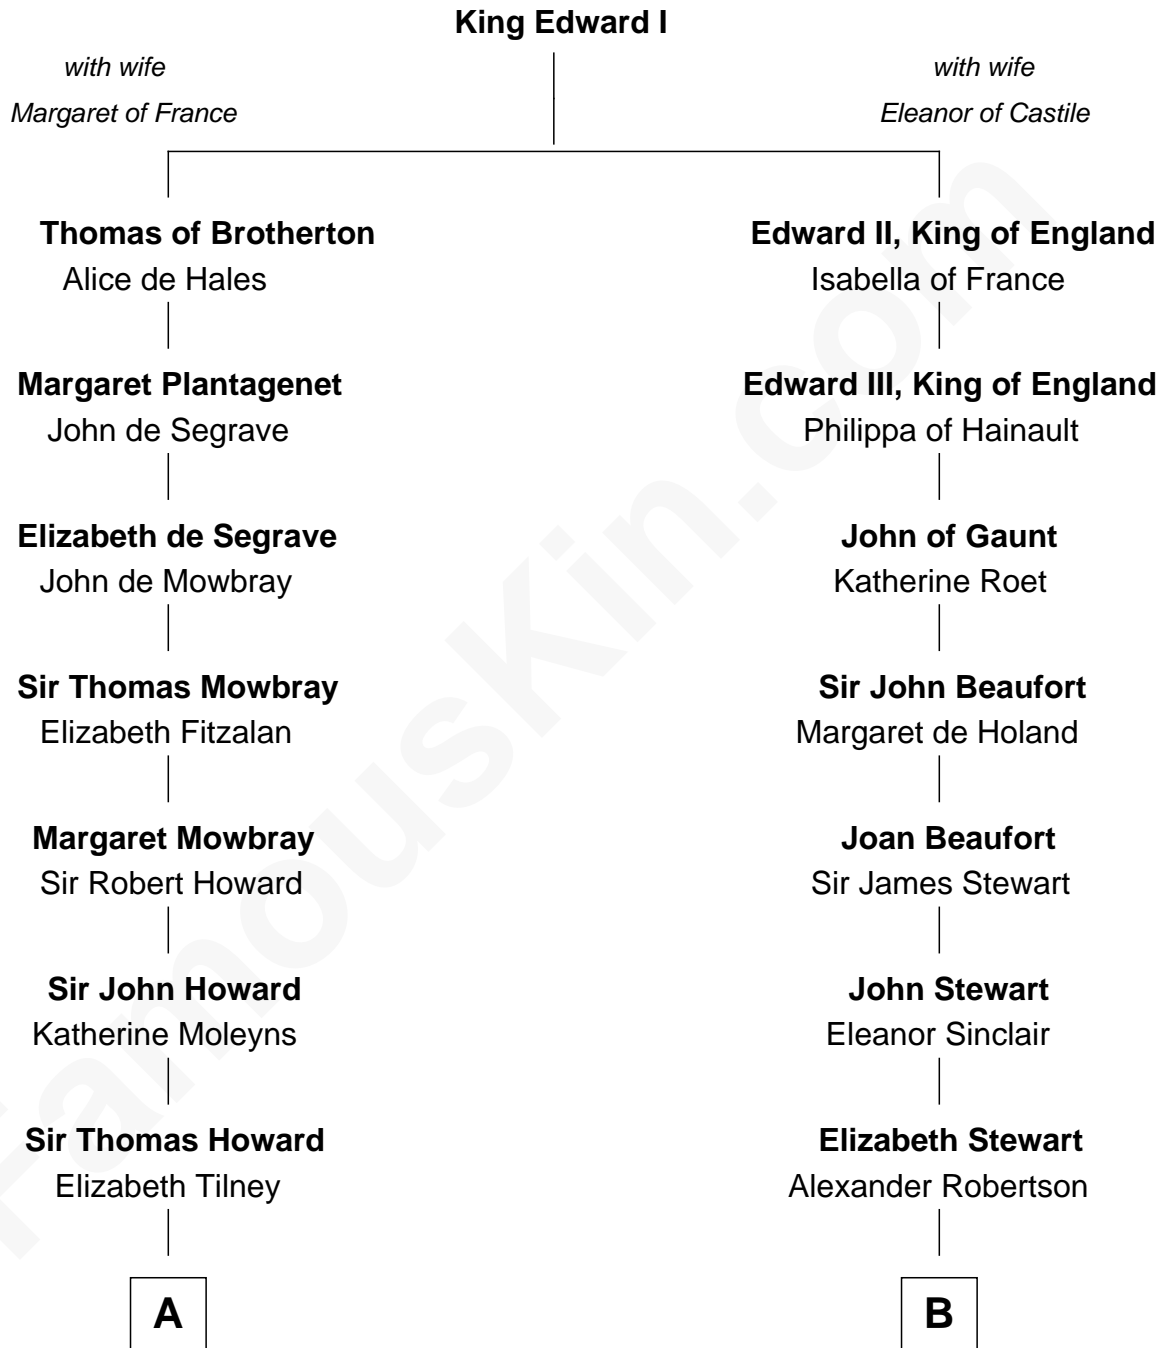 King Edward I
with wife
Margaret of France
with wife
Eleanor of Castile
Thomas of Brotherton
Alice de Hales
Edward II, King of England
Isabella of France
Margaret Plantagenet
John de Segrave
Edward III, King of England
Philippa of Hainault
Elizabeth de Segrave
John de Mowbray
John of Gaunt
Katherine Roet
Sir Thomas Mowbray
Elizabeth Fitzalan
Sir John Beaufort
Margaret de Holand
Margaret Mowbray
Sir Robert Howard
Joan Beaufort
Sir James Stewart
Sir John Howard
Katherine Moleyns
John Stewart
Eleanor Sinclair
Sir Thomas Howard
Elizabeth Tilney
Elizabeth Stewart
Alexander Robertson
A
B
FamousKin.com